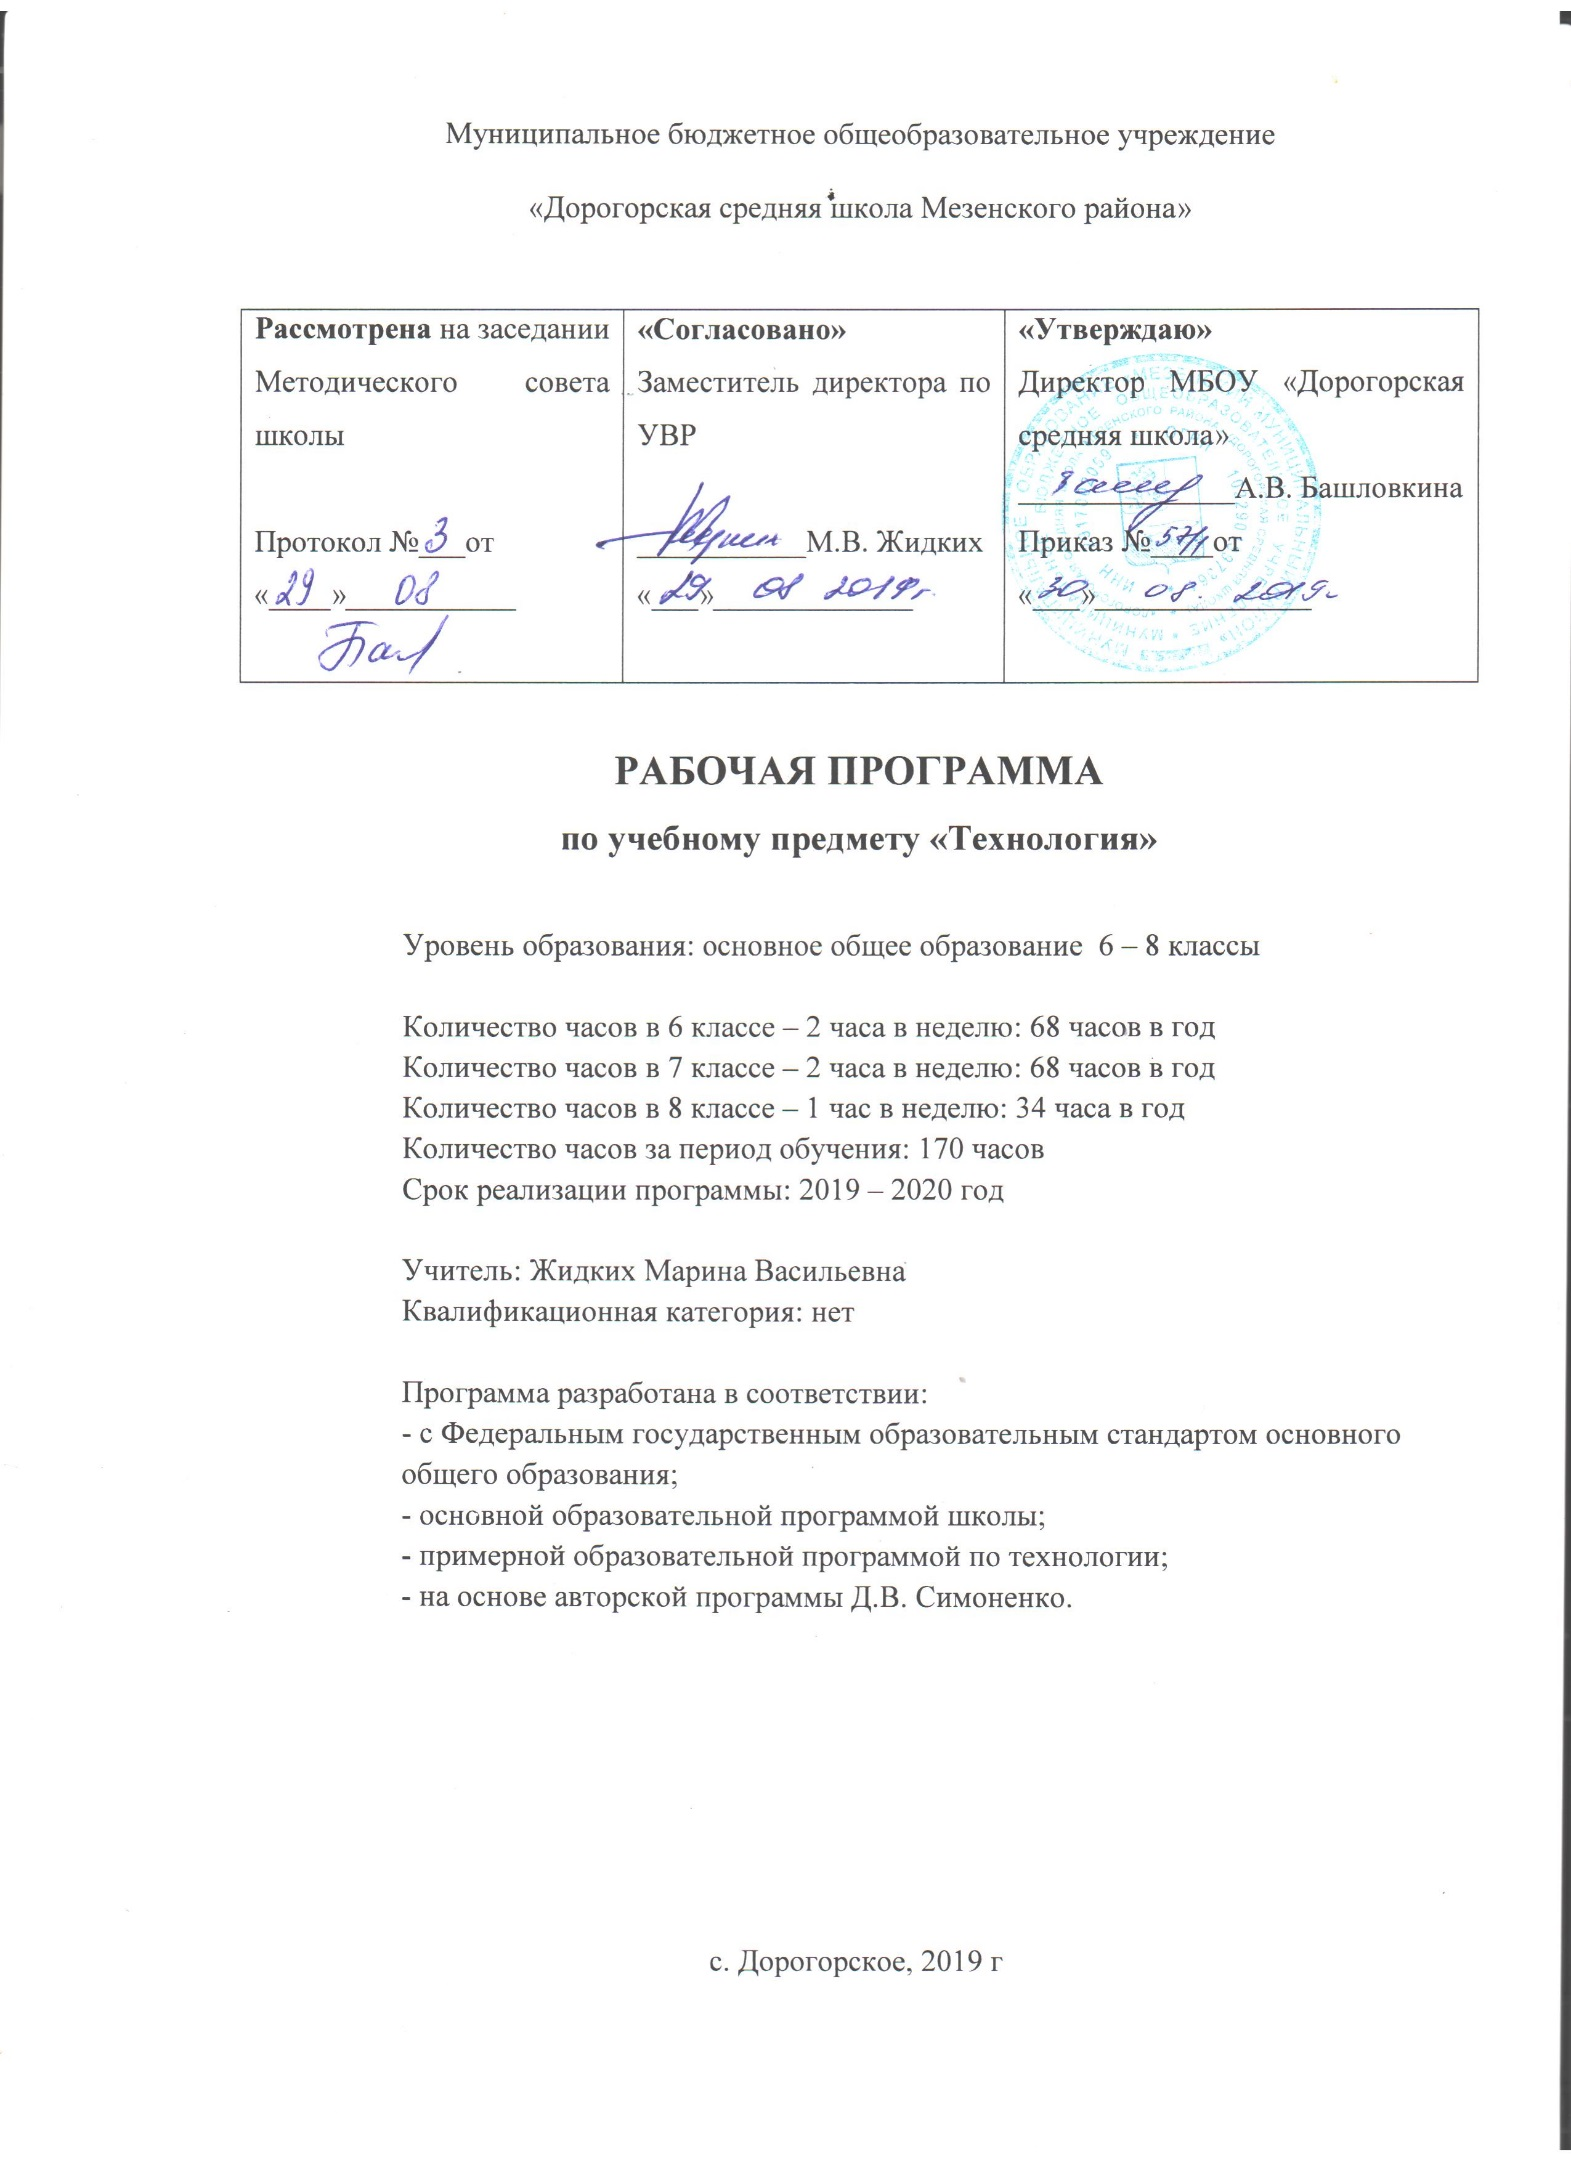 Муниципальное бюджетное общеобразовательное учреждение
«Дорогорская средняя школа Мезенского района»
Рассмотрена на заседании
Методического совета
школы
Протокол № 3 от
«29» 08
«Согласовано»
Заместитель директора по
УВР
М.В. Жидких
«29» 08 2019 г.
«Утверждаю»
Директор МБОУ «Дорогорская
средняя школа»
А.В. Башловкина
Приказ № 57/1 от
«30» 08. 2019 г
РАБОЧАЯ ПРОГРАММА
по учебному предмету «Технология»
Уровень образования: основное общее образование 6 – 8 классы
Количество часов в 6 классе – 2 часа в неделю: 68 часов в год
Количество часов в 7 классе – 2 часа в неделю: 68 часов в год
Количество часов в 8 классе – 1 час в неделю: 34 часа в год
Количество часов за период обучения: 170 часов
Срок реализации программы: 2019 – 2020 год
Учитель: Жидких Марина Васильевна
Квалификационная категория: нет
Программа разработана в соответствии:
- с Федеральным государственным образовательным стандартом основного
общего образования;
- основной образовательной программой школы;
- примерной образовательной программой по технологии;
- на основе авторской программы Д.В. Симоненко.
с. Дорогорское, 2019 г